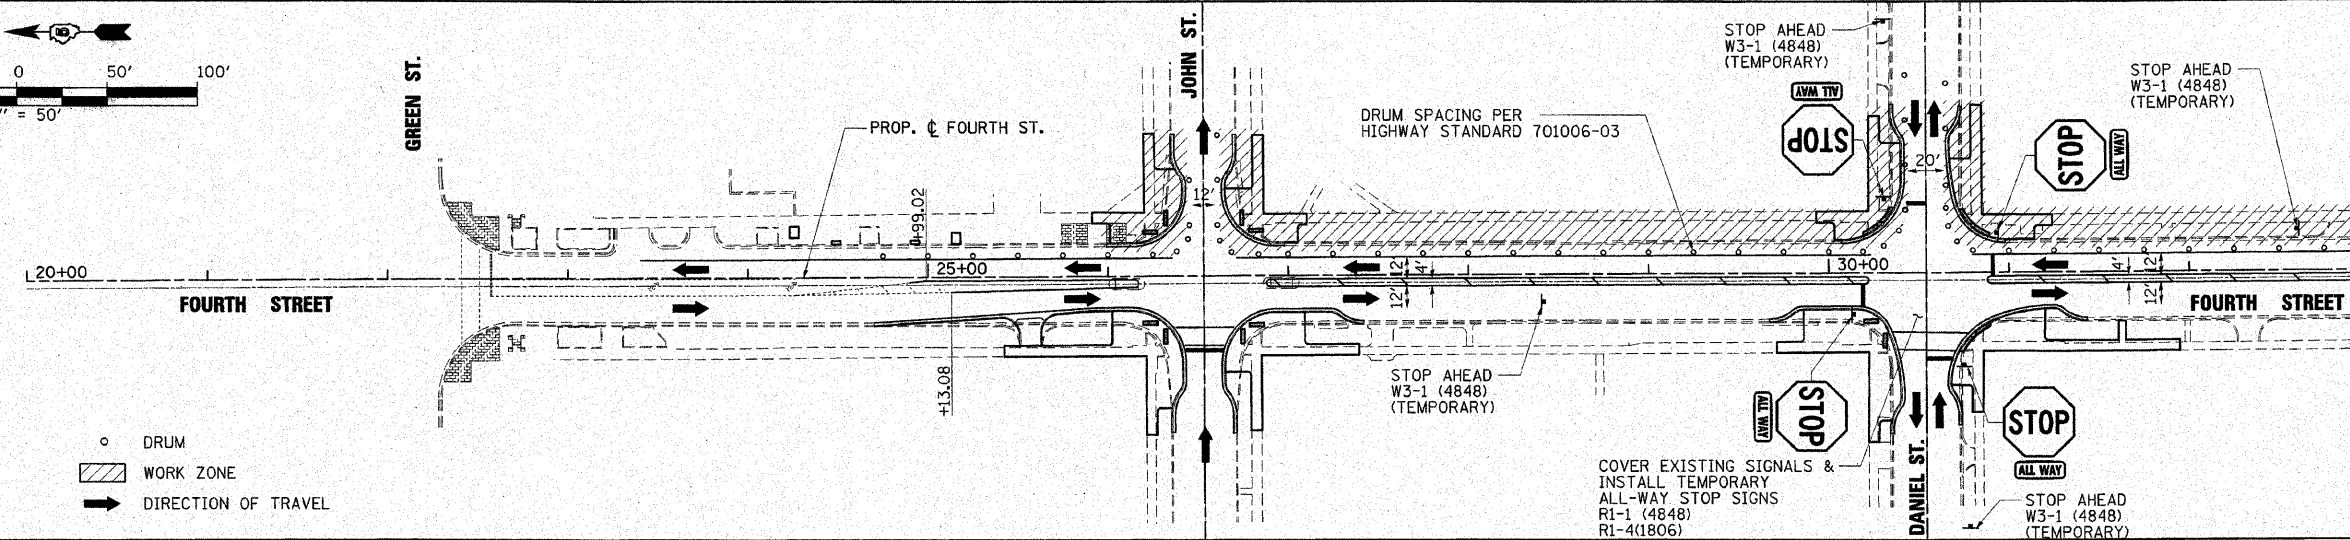 0 50' 100'
" = 50'
GREEN ST.
JOHN ST.
PROP. ℄ FOURTH ST.
+99.02
DRUM SPACING PER
HIGHWAY STANDARD 701006-03
STOP AHEAD
W3-1 (4848)
(TEMPORARY)
ALL WAY
STOP
STOP
ALL WAY
STOP AHEAD
W3-1 (4848)
(TEMPORARY)
12'
20'
20+00
25+00
30+00
12'
4'
12'
4'
12'
12'
FOURTH STREET
FOURTH STREET
+13.08
STOP AHEAD
W3-1 (4848)
(TEMPORARY)
ALL WAY
STOP
STOP
ALL WAY
COVER EXISTING SIGNALS &
INSTALL TEMPORARY
ALL-WAY STOP SIGNS
R1-1 (4848)
R1-4(1806)
DANIEL ST.
STOP AHEAD
W3-1 (4848)
(TEMPORARY)
DRUM
WORK ZONE
DIRECTION OF TRAVEL